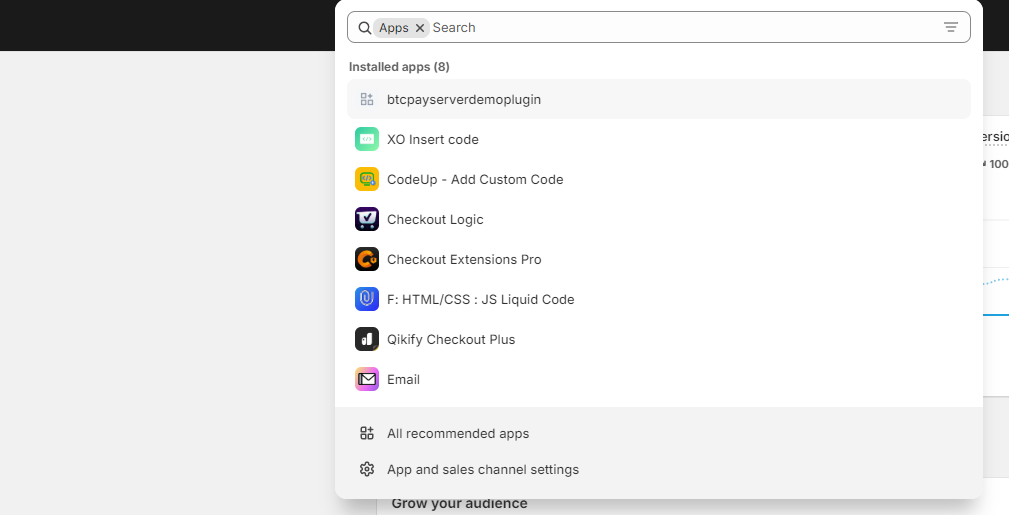 Apps
Search
Installed apps (8)
btcpayserverdemoplugin
XO Insert code
CodeUp - Add Custom Code
Checkout Logic
Checkout Extensions Pro
F: HTML/CSS : JS Liquid Code
Qikify Checkout Plus
Email
All recommended apps
App and sales channel settings
ersio
100
Grow your audience